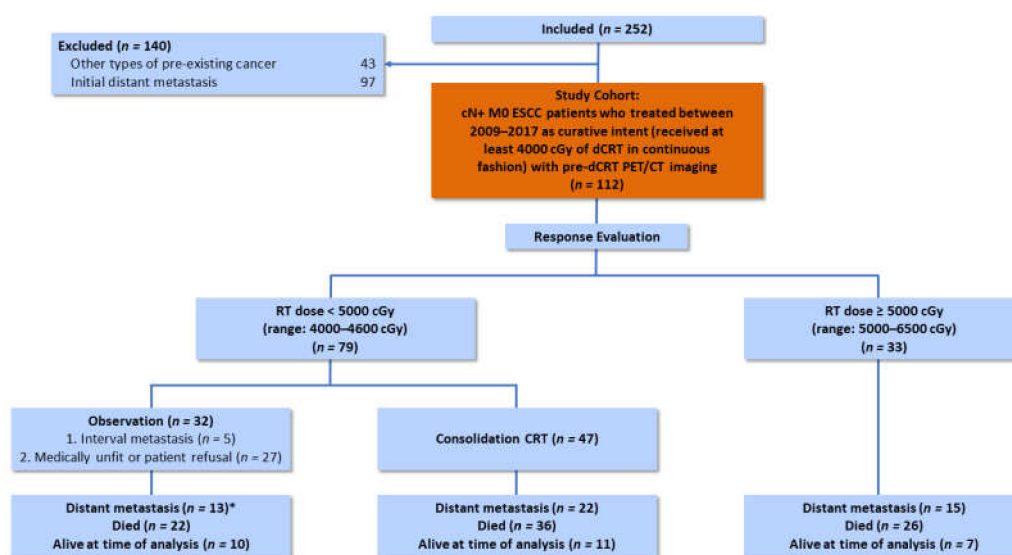 Included (n = 252)
Excluded (n = 140)
Other types of pre-existing cancer 43
Initial distant metastasis 97
Study Cohort:
cN+ M0 ESCC patients who treated between
2009–2017 as curative intent (received at
least 4000 cGy of dCRT in continuous
fashion) with pre-dCRT PET/CT imaging
(n = 112)
Response Evaluation
RT dose < 5000 cGy
(range: 4000–4600 cGy)
(n = 79)
RT dose ≥ 5000 cGy
(range: 5000–6500 cGy)
(n = 33)
Observation (n = 32)
1. Interval metastasis (n = 5)
2. Medically unfit or patient refusal (n = 27)
Consolidation CRT (n = 47)
Distant metastasis (n = 13)*
Died (n = 22)
Alive at time of analysis (n = 10)
Distant metastasis (n = 22)
Died (n = 36)
Alive at time of analysis (n = 11)
Distant metastasis (n = 15)
Died (n = 26)
Alive at time of analysis (n = 7)